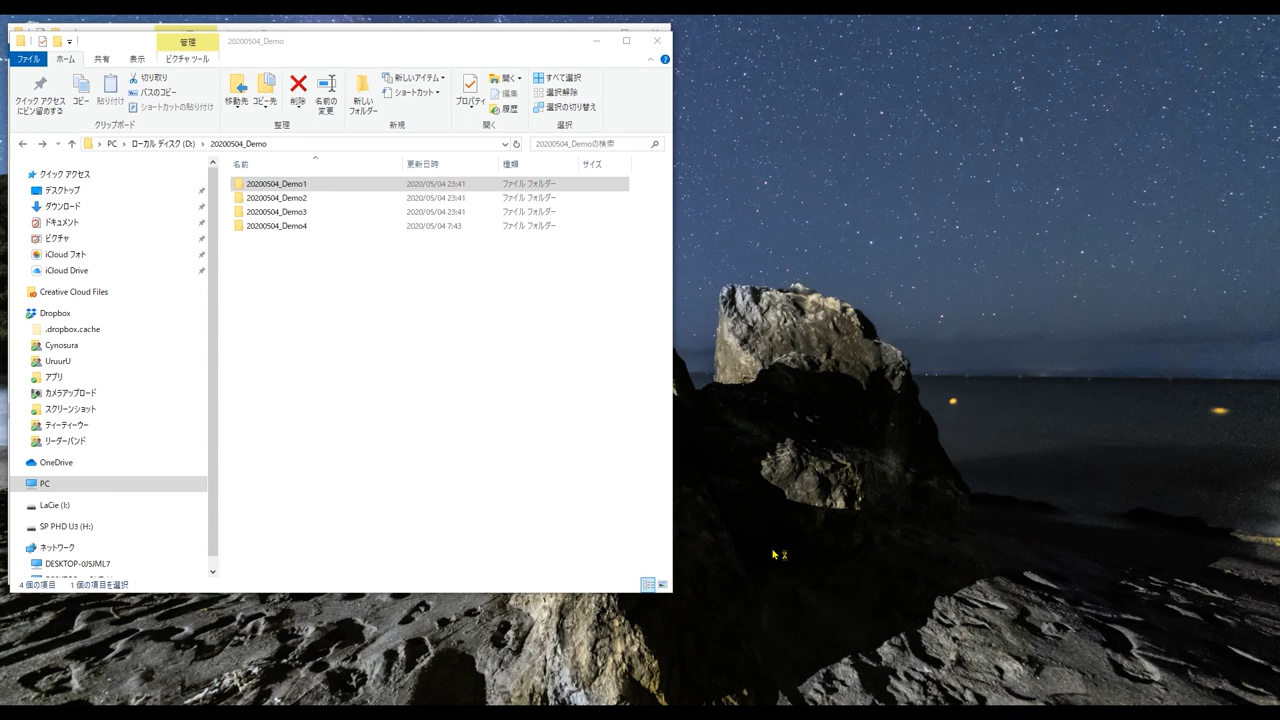 管理
20200504_Demo
ファイル
ホーム
共有
表示
ピクチャ ツール
クイック アクセス
にピン留めする
コピー
貼り付け
切り取り
パスのコピー
ショートカットの貼り付け
クリップボード
移動先
コピー先
削除
名前の
変更
整理
新しい
フォルダー
新しいアイテム
ショートカット
新規
プロパティ
開く
編集
履歴
開く
すべて選択
選択解除
選択の切り替え
選択
PC
ローカル ディスク (D:)
20200504_Demo
20200504_Demoの検索
名前
更新日時
種類
サイズ
20200504_Demo1 2020/05/04 23:41 ファイル フォルダー
20200504_Demo2 2020/05/04 23:41 ファイル フォルダー
20200504_Demo3 2020/05/04 23:41 ファイル フォルダー
20200504_Demo4 2020/05/04 7:43 ファイル フォルダー
クイック アクセス
デスクトップ
ダウンロード
ドキュメント
ピクチャ
iCloud フォト
iCloud Drive
Creative Cloud Files
Dropbox
.dropbox.cache
Cynosura
UruurU
アプリ
カメラアップロード
スクリーンショット
ティーティーウー
リーダーバンド
OneDrive
PC
LaCie (I:)
SP PHD U3 (H:)
ネットワーク
DESKTOP-0JSJML7
4 個の項目
1 個の項目を選択